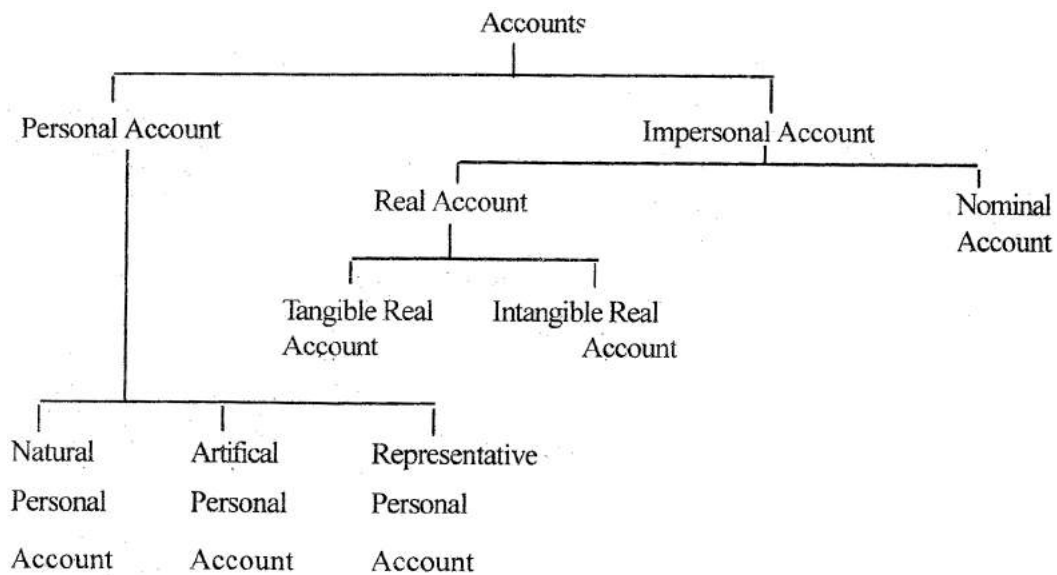 Accounts
Personal Account
Impersonal Account
Real Account
Nominal
Account
Tangible Real
Account
Intangible Real
Account
Natural
Personal
Account
Artifical
Personal
Account
Representative
Personal
Account